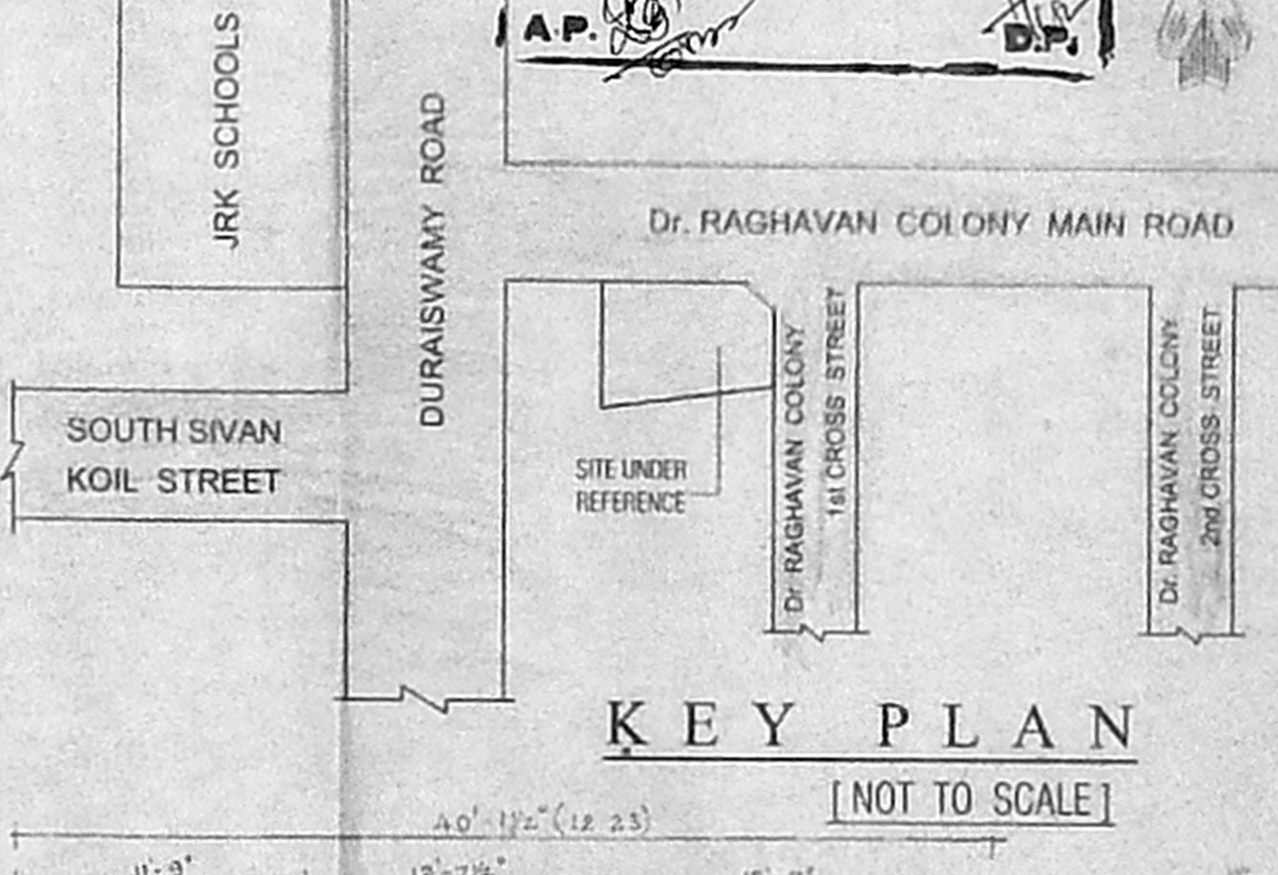 A.P.
D.P.
JRK SCHOOLS
DURAISWAMY ROAD
Dr. RAGHAVAN COLONY MAIN ROAD
SOUTH SIVAN
KOIL STREET
SITE UNDER
REFERENCE
Dr RAGHAVAN COLONY
1st CROSS STREET
Dr. RAGHAVAN COLONY
2nd CROSS STREET
KEY PLAN
[NOT TO SCALE]
40'-1½" (12 23)
11'-9"